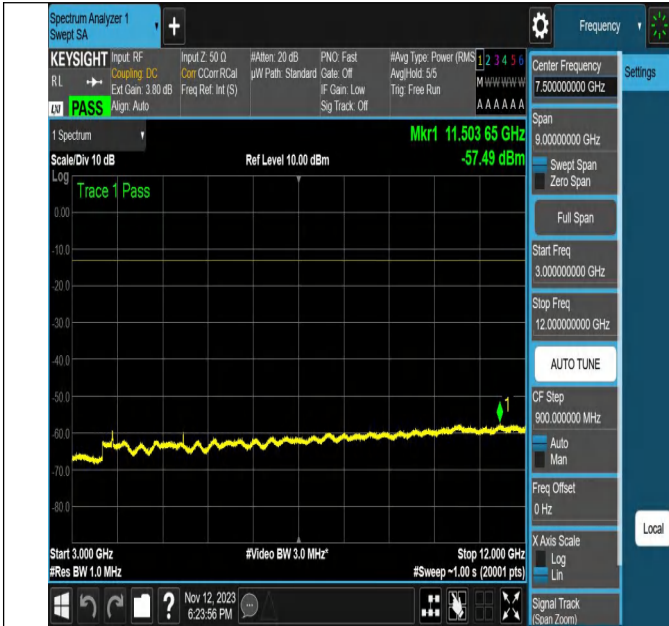 Spectrum Analyzer 1
Swept SA
+
Frequency
KEYSIGHT Input: RF
RL Coupling: DC
Ext Gain: 3.80 dB
LXI PASS Align: Auto
Input Z: 50 Ω
Corr CCorr RCal
Freq Ref: Int (S)
#Atten: 20 dB
µW Path: Standard
PNO: Fast
Gate: Off
IF Gain: Low
Sig Track: Off
#Avg Type: Power (RMS
Avg|Hold: 5/5
Trig: Free Run
1 2 3 4 5 6
M W W W W W
A A A A A A
Center Frequency
7.500000000 GHz
Settings
1 Spectrum
Mkr1 11.503 65 GHz
Scale/Div 10 dB
Ref Level 10.00 dBm
-57.49 dBm
Log
Trace 1 Pass
0.00
-10.0
-20.0
-30.0
-40.0
-50.0
-60.0
-70.0
-80.0
1
Start 3.000 GHz
#Video BW 3.0 MHz*
Stop 12.000 GHz
#Res BW 1.0 MHz
#Sweep ~1.00 s (20001 pts)
Span
9.00000000 GHz
Swept Span
Zero Span
Full Span
Start Freq
3.000000000 GHz
Stop Freq
12.000000000 GHz
AUTO TUNE
CF Step
900.000000 MHz
Auto
Man
Freq Offset
0 Hz
X Axis Scale
Log
Lin
Local
Signal Track
(Span Zoom)
?
Nov 12, 2023
6:23:56 PM